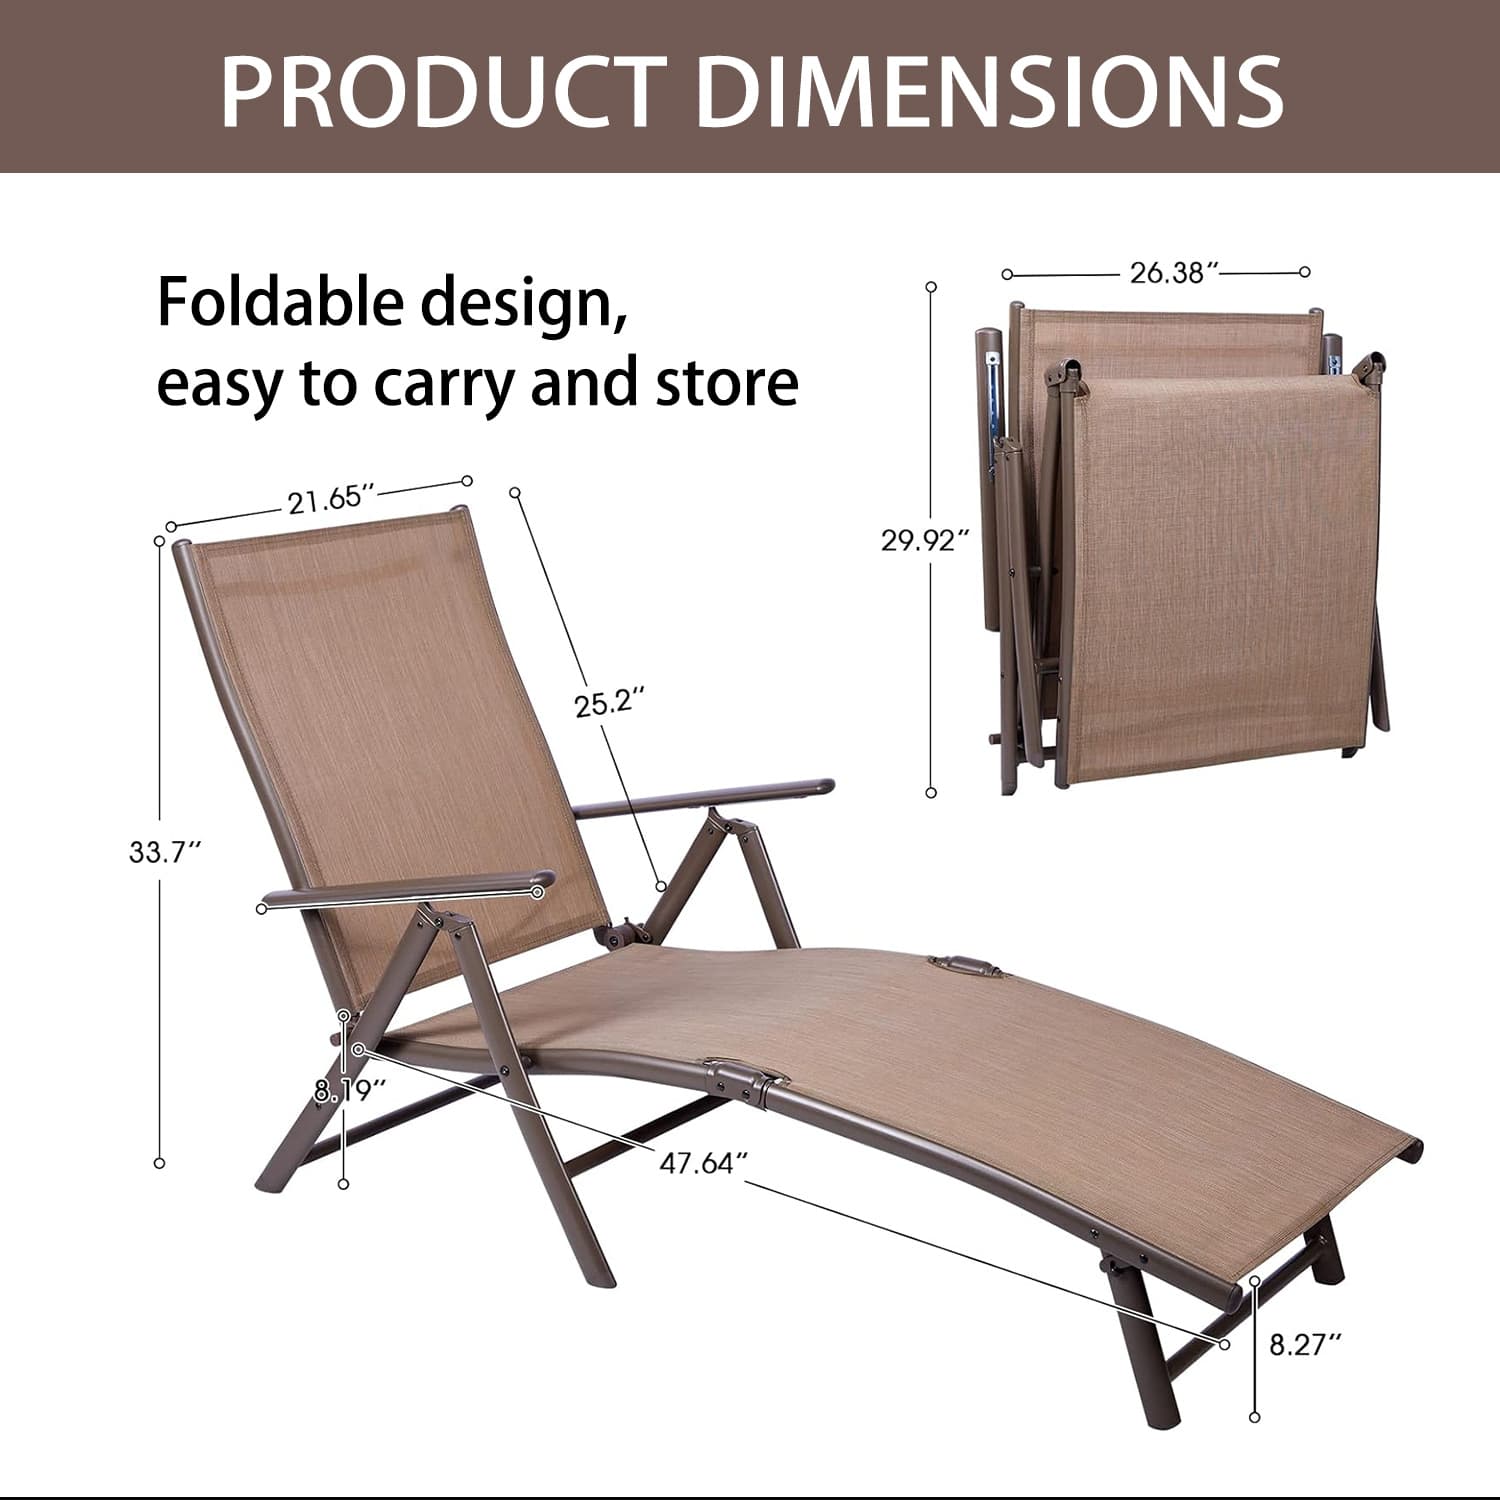 PRODUCT DIMENSIONS
Foldable design,
easy to carry and store
26.38”
29.92”
21.65”
25.2”
33.7”
8.19”
47.64”
8.27”